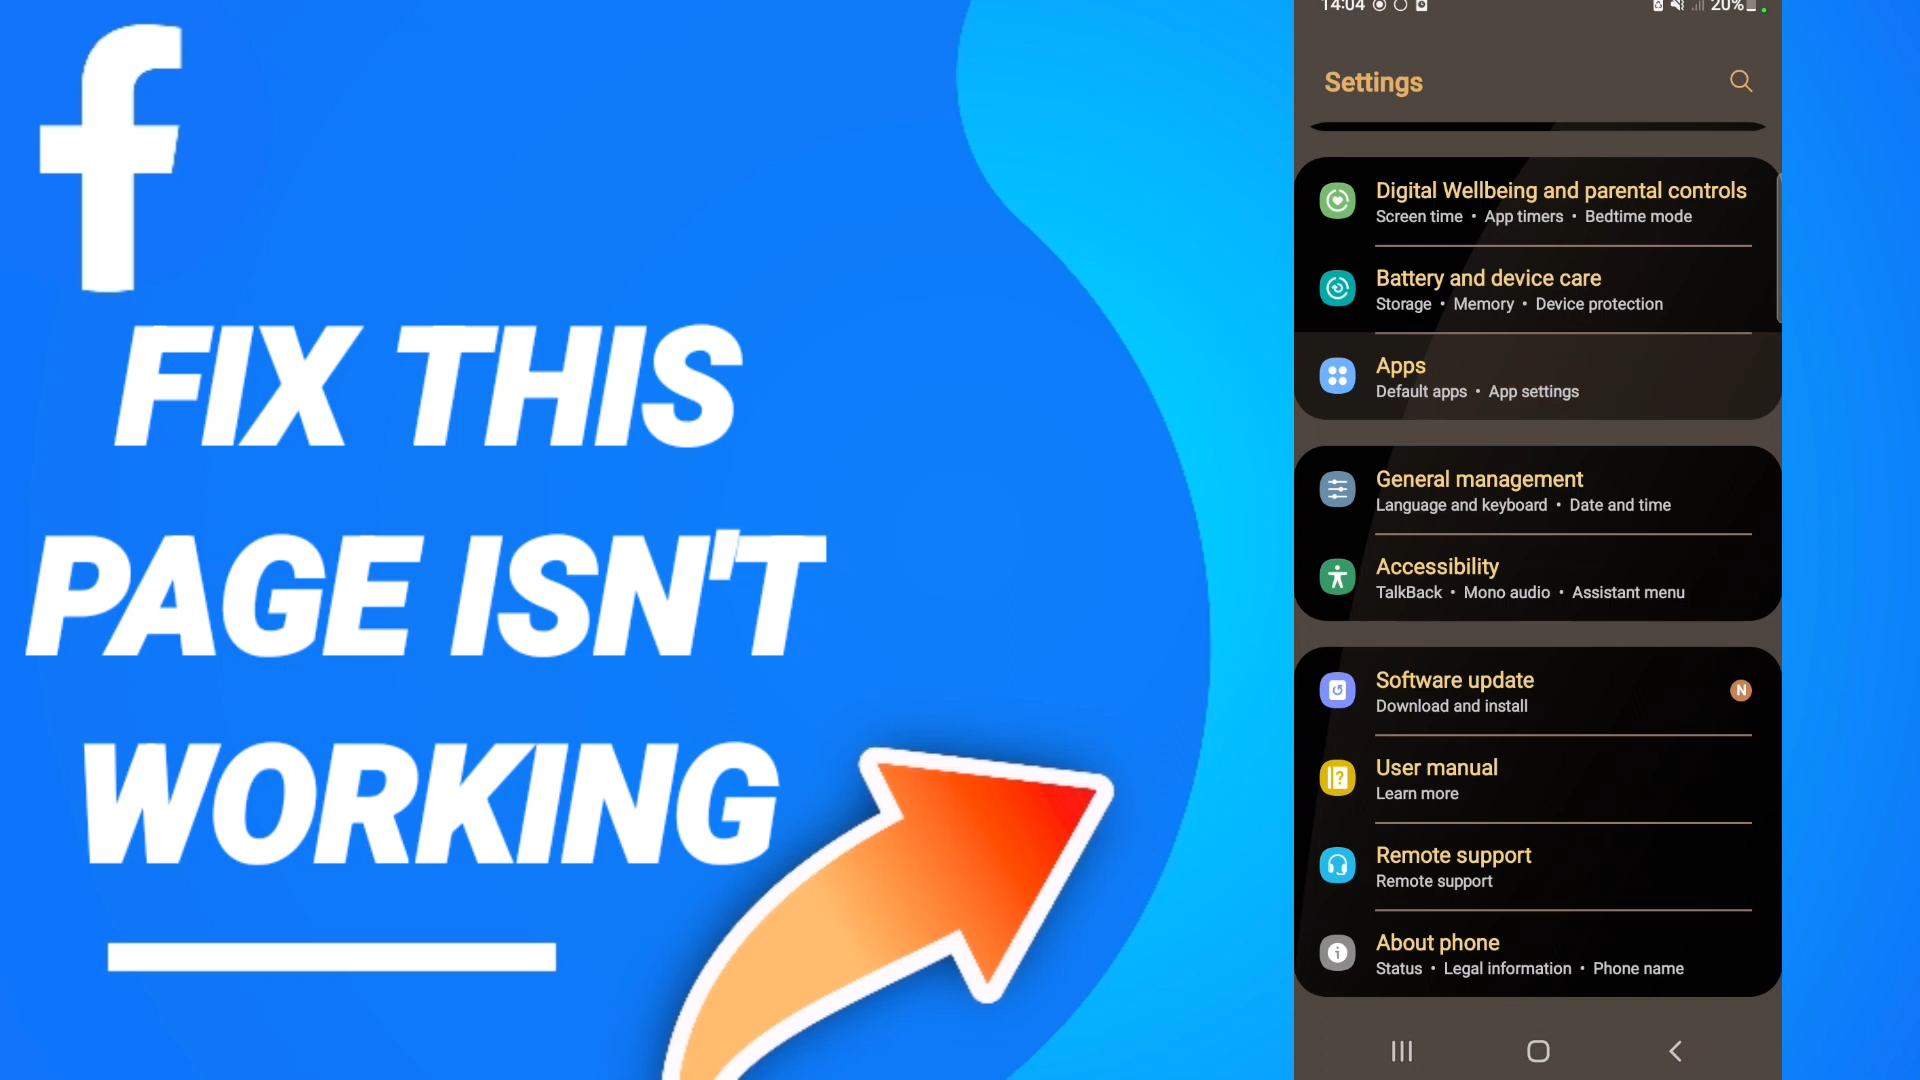 f
FIX THIS
PAGE ISN'T
WORKING
14:04 20%
Settings
Digital Wellbeing and parental controls
Screen time • App timers • Bedtime mode
Battery and device care
Storage • Memory • Device protection
Apps
Default apps • App settings
General management
Language and keyboard • Date and time
Accessibility
TalkBack • Mono audio • Assistant menu
Software update
N
Download and install
User manual
Learn more
Remote support
Remote support
About phone
Status • Legal information • Phone name